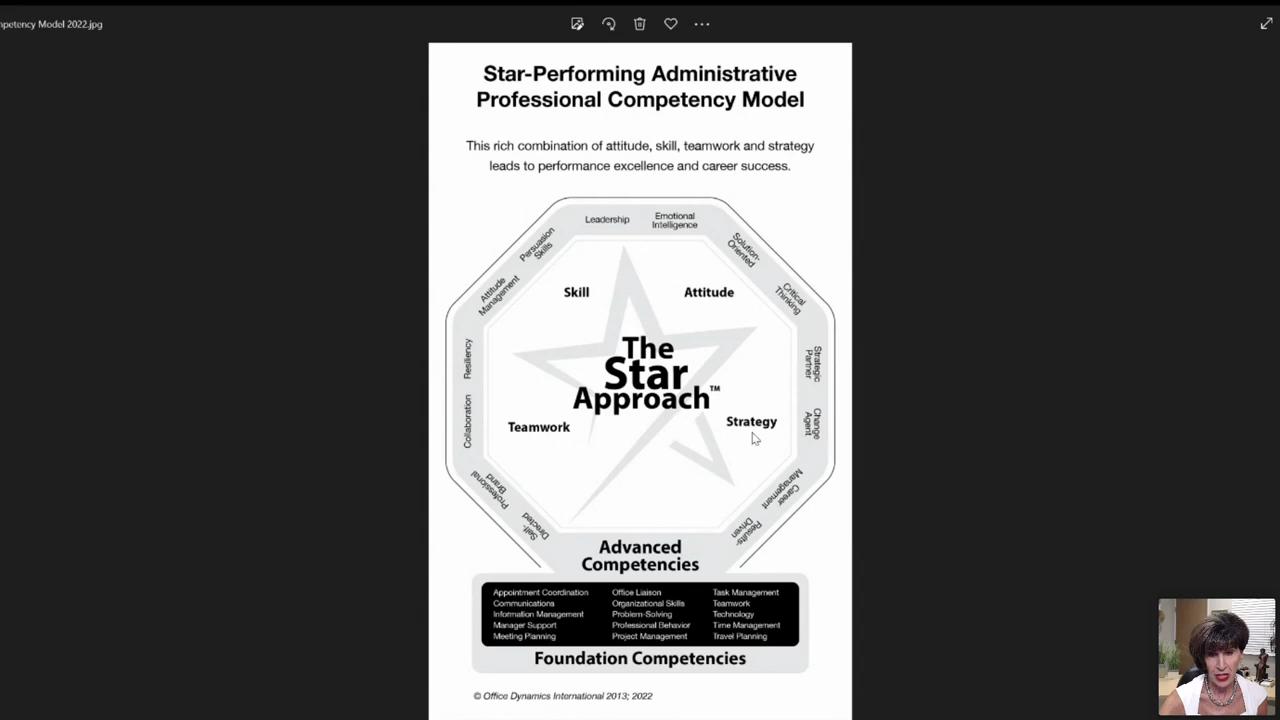 mpetency Model 2022.jpg
Star-Performing Administrative
Professional Competency Model
This rich combination of attitude, skill, teamwork and strategy
leads to performance excellence and career success.
Leadership
Emotional
Intelligence
Persuasion
Skills
Solution-
Oriented
Attitude
Management
Critical
Thinking
Skill
Attitude
Resiliency
The
Star
Approach™
Strategic
Partner
Collaboration
Change
Agent
Teamwork
Strategy
Professional
Brand
Career
Management
Self-
Directed
Results-
Driven
Advanced
Competencies
Appointment Coordination
Communications
Information Management
Manager Support
Meeting Planning
Office Liaison
Organizational Skills
Problem-Solving
Professional Behavior
Project Management
Task Management
Teamwork
Technology
Time Management
Travel Planning
Foundation Competencies
© Office Dynamics International 2013; 2022